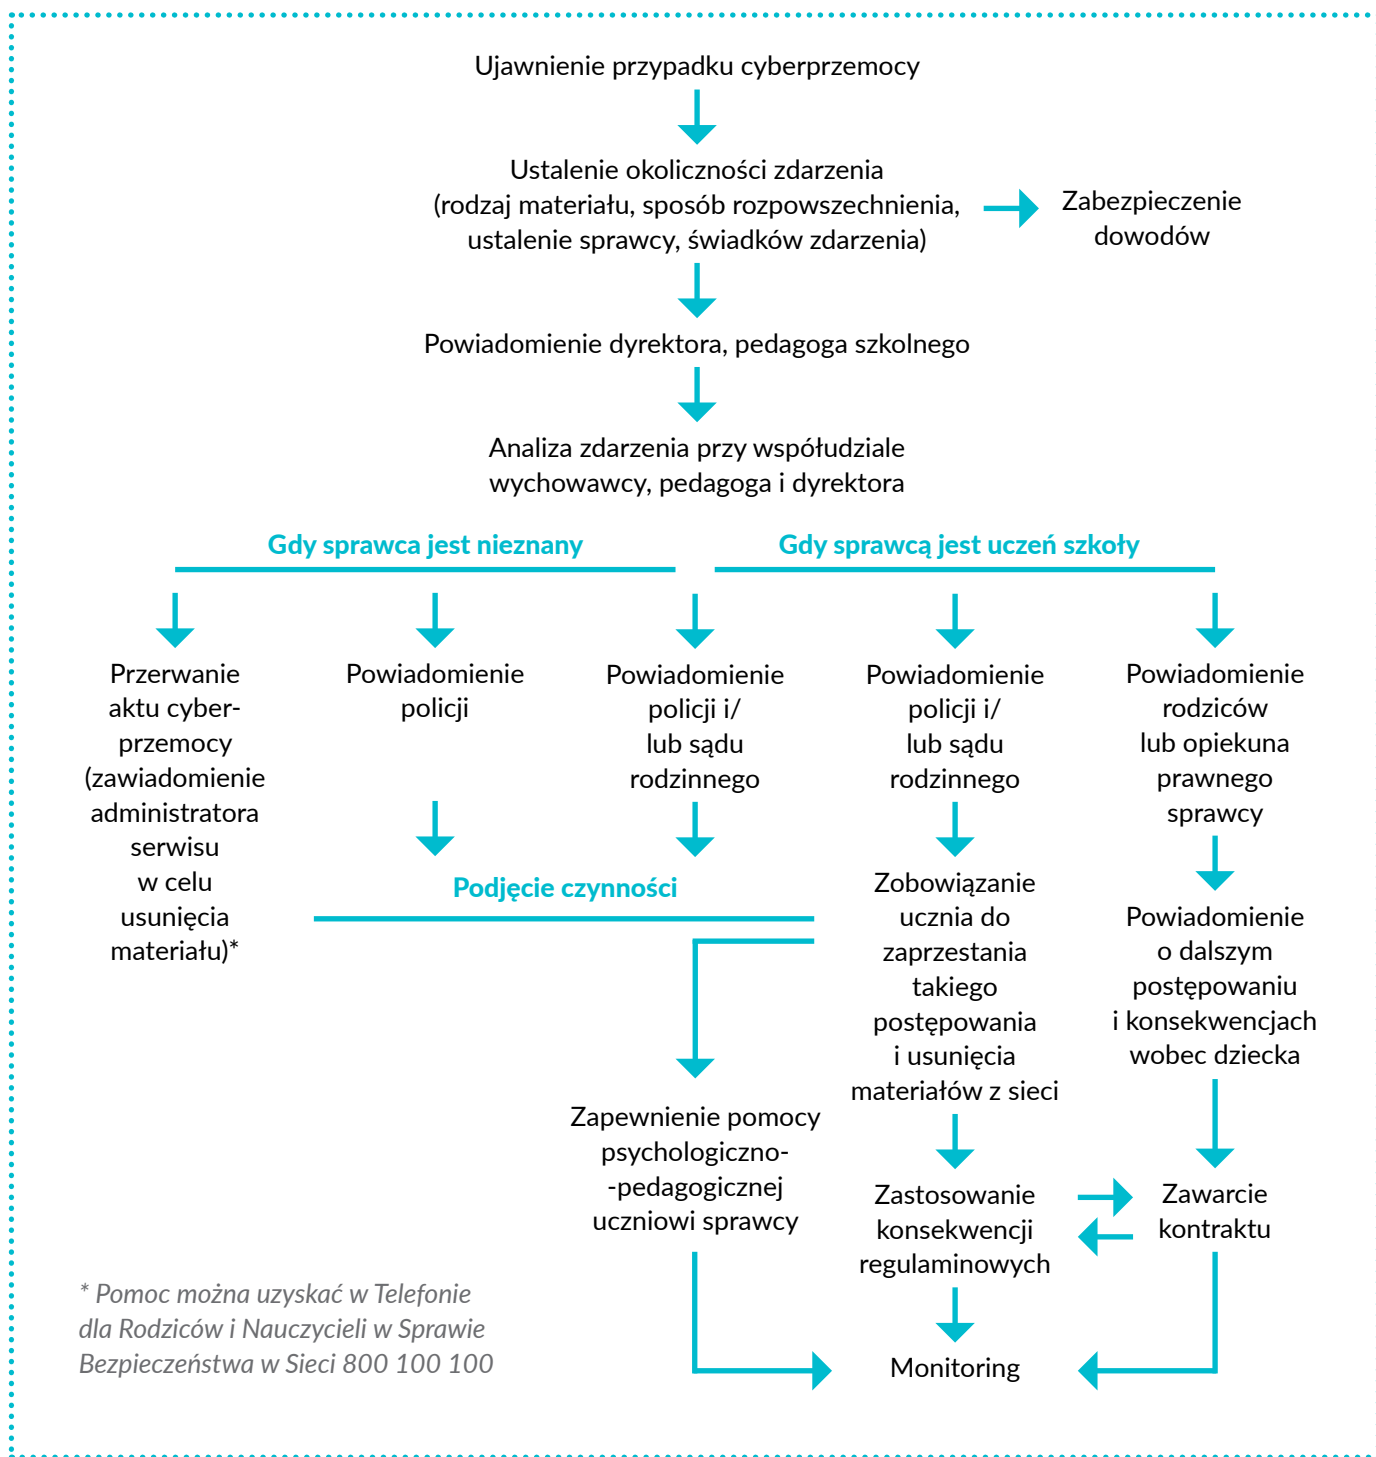 Ujawnienie przypadku cyberprzemocy
Ustalenie okoliczności zdarzenia
(rodzaj materiału, sposób rozpowszechnienia,
ustalenie sprawcy, świadków zdarzenia)
Zabezpieczenie
dowodów
Powiadomienie dyrektora, pedagoga szkolnego
Analiza zdarzenia przy współudziale
wychowawcy, pedagoga i dyrektora
Gdy sprawca jest nieznany
Gdy sprawcą jest uczeń szkoły
Przerwanie
aktu cyber-
przemocy
(zawiadomienie
administratora
serwisu
w celu
usunięcia
materiału)*
Powiadomienie
policji
Powiadomienie
policji i/
lub sądu
rodzinnego
Podjęcie czynności
Powiadomienie
policji i/
lub sądu
rodzinnego
Zobowiązanie
ucznia do
zaprzestania
takiego
postępowania
i usunięcia
materiałów z sieci
Powiadomienie
rodziców
lub opiekuna
prawnego
sprawcy
Powiadomienie
o dalszym
postępowaniu
i konsekwencjach
wobec dziecka
Zapewnienie pomocy
psychologiczno-
-pedagogicznej
uczniowi sprawcy
Zastosowanie
konsekwencji
regulaminowych
Zawarcie
kontraktu
Monitoring
* Pomoc można uzyskać w Telefonie
dla Rodziców i Nauczycieli w Sprawie
Bezpieczeństwa w Sieci 800 100 100